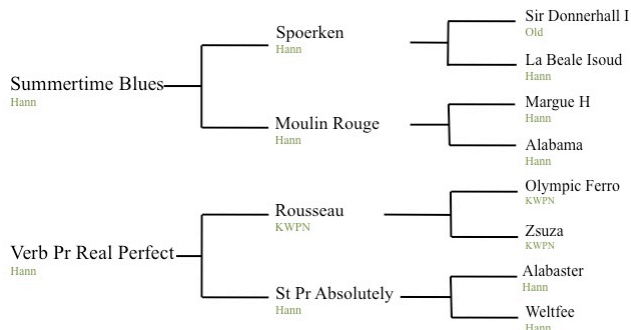 Sir Donnerhall I
Old
Spoerken
Hann
La Beale Isoud
Hann
Summertime Blues
Hann
Margue H
Hann
Moulin Rouge
Hann
Alabama
Hann
Olympic Ferro
KWPN
Rousseau
KWPN
Zsuza
KWPN
Verb Pr Real Perfect
Hann
Alabaster
Hann
St Pr Absolutely
Hann
Weltfee
Hann